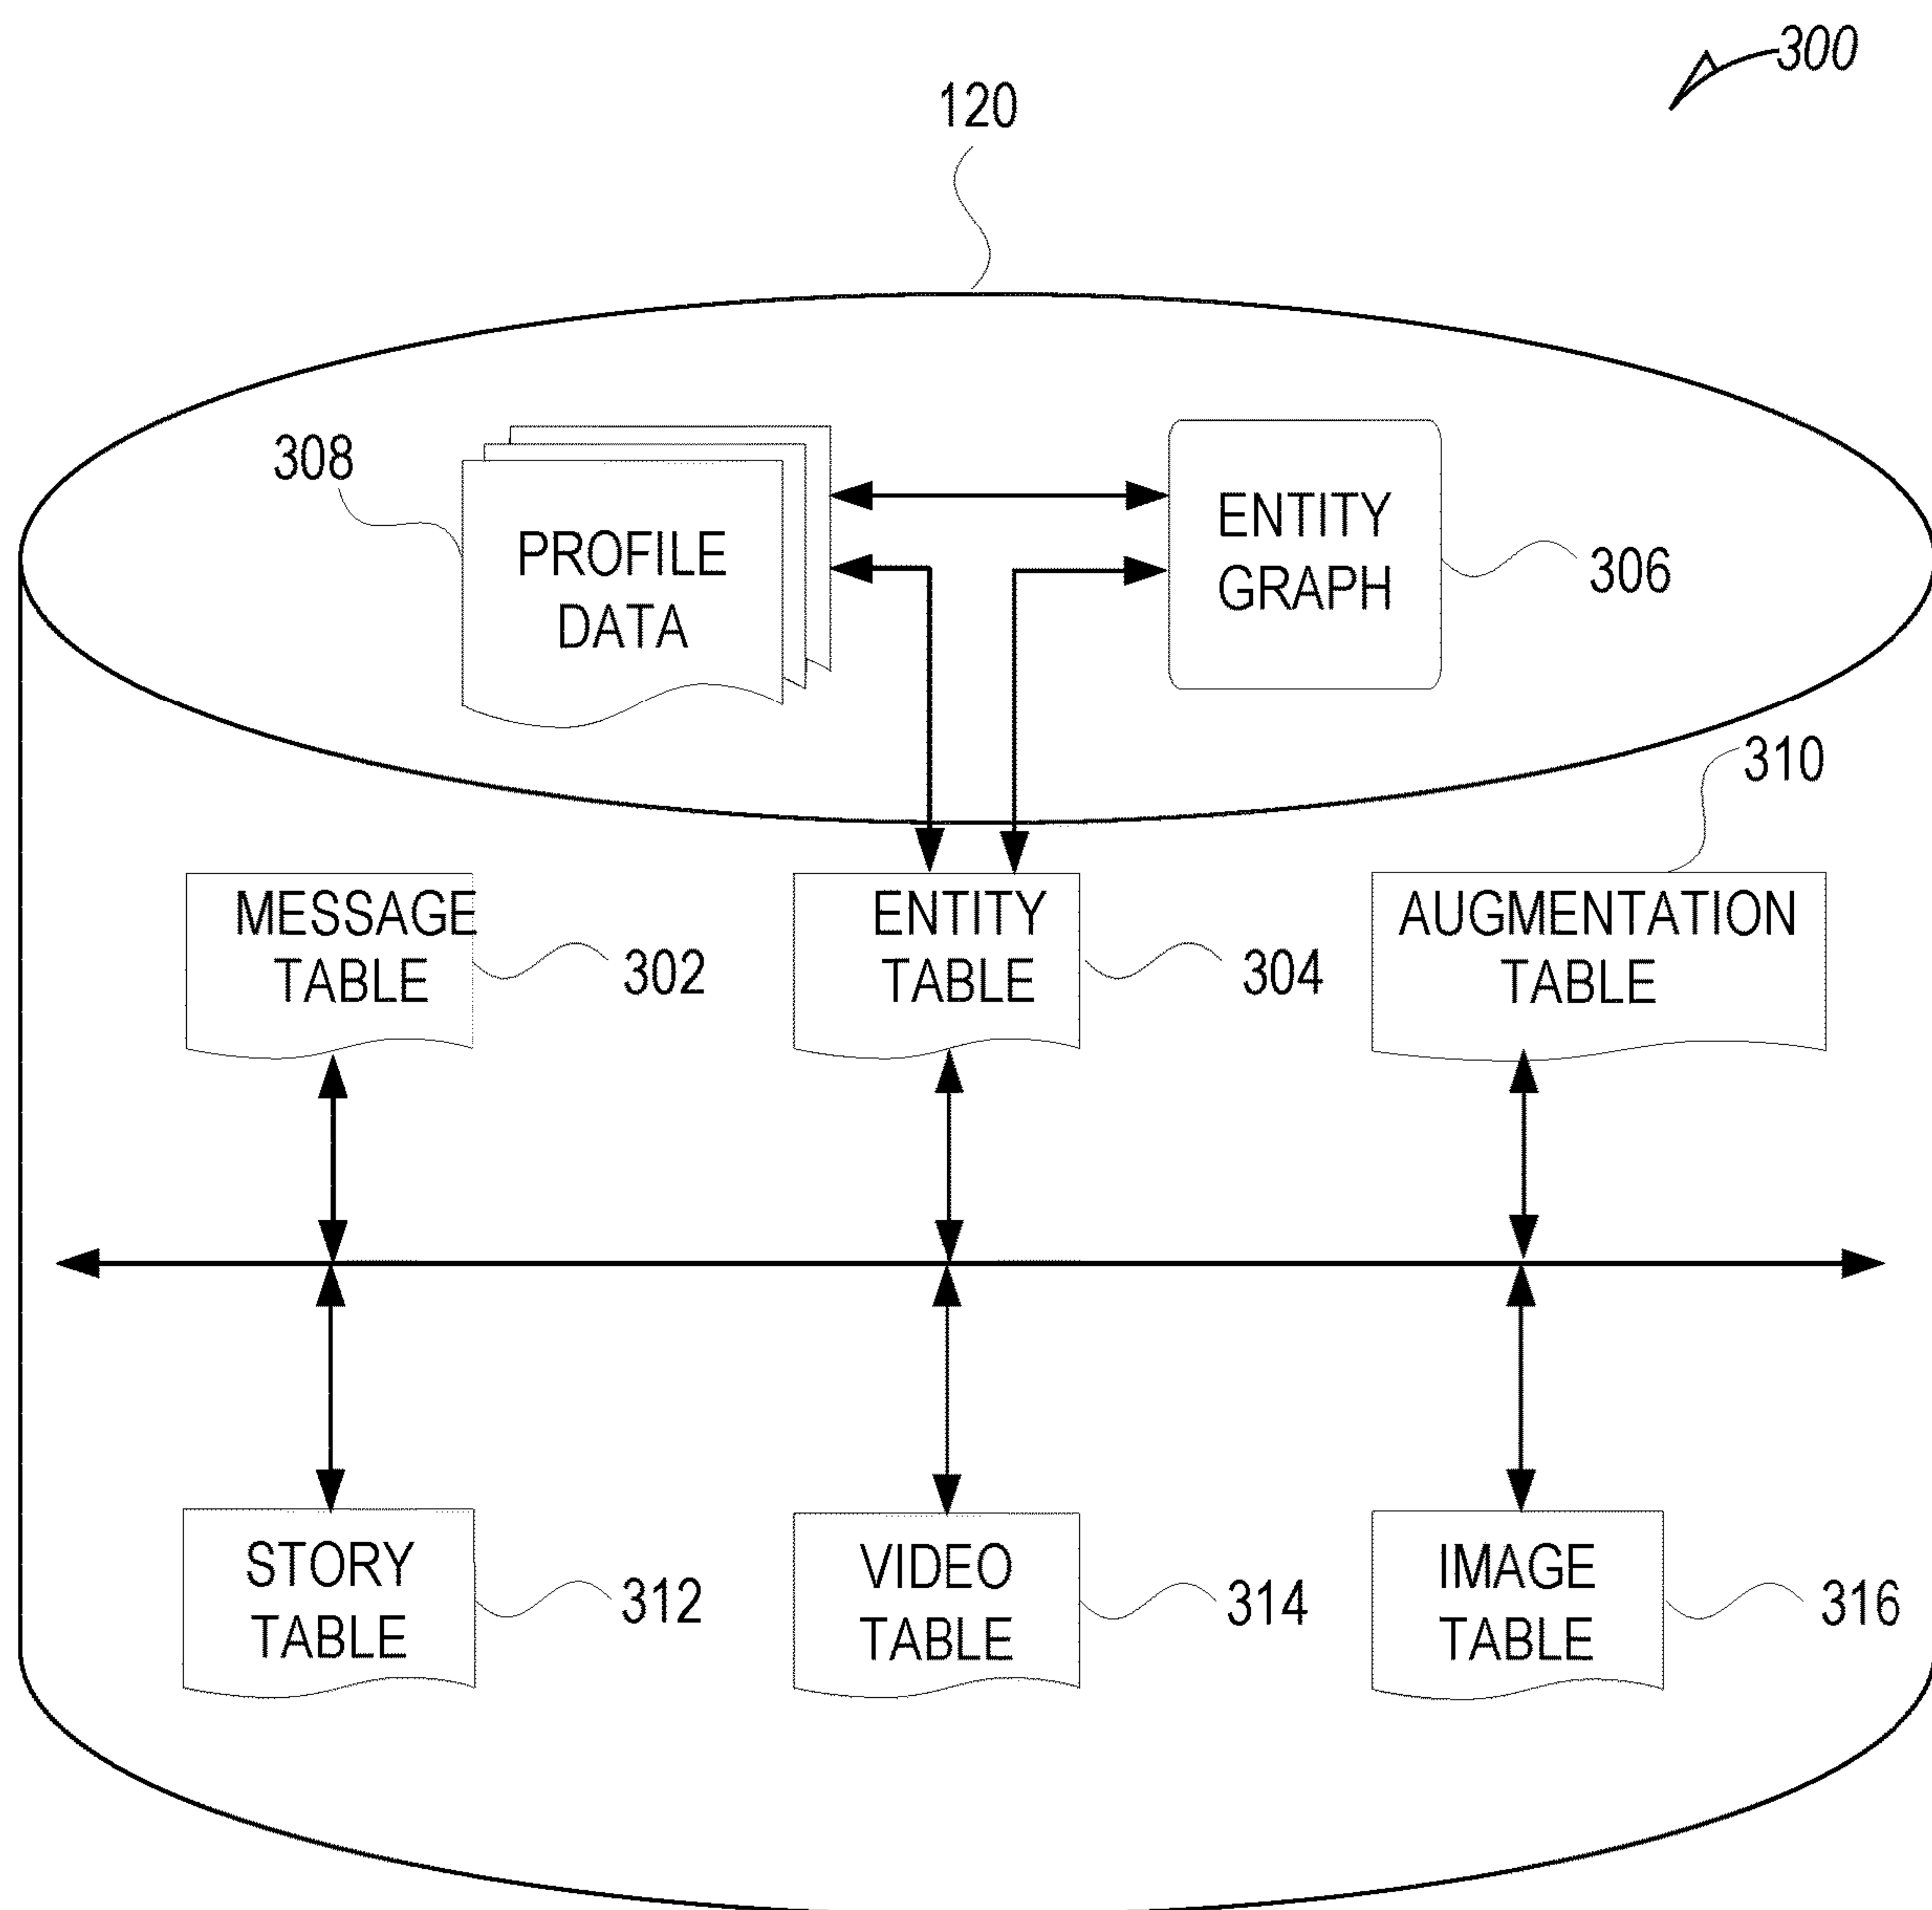 300
120
308
PROFILE
DATA
ENTITY
GRAPH
306
310
MESSAGE
TABLE
302
ENTITY
TABLE
304
AUGMENTATION
TABLE
STORY
TABLE
312
VIDEO
TABLE
314
IMAGE
TABLE
316